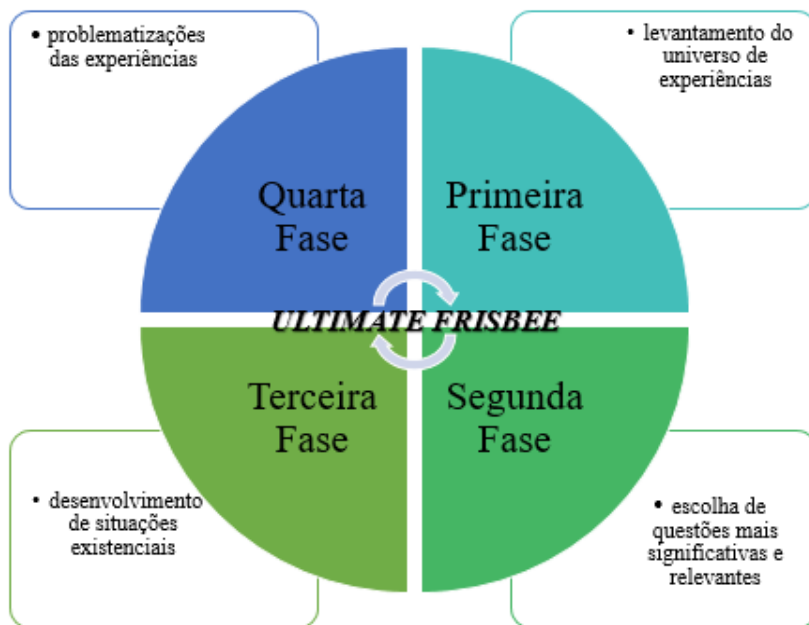 • problematizações
das experiências
• levantamento do
universo de
experiências
Quarta
Fase
Primeira
Fase
ULTIMATE FRISBEE
Terceira
Fase
Segunda
Fase
• desenvolvimento
de situações
existenciais
• escolha de
questões mais
significativas e
relevantes